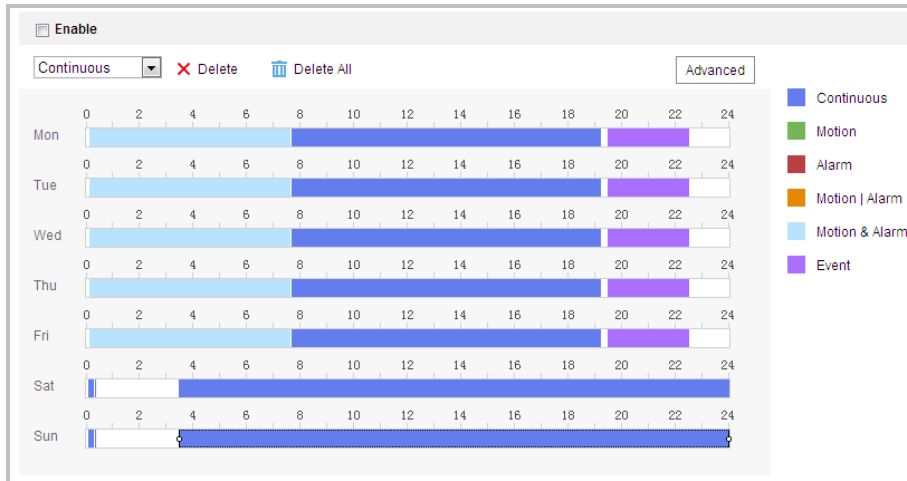 Enable
Continuous Delete Delete All Advanced
0 2 4 6 8 10 12 14 16 18 20 22 24
Mon
0 2 4 6 8 10 12 14 16 18 20 22 24
Tue
0 2 4 6 8 10 12 14 16 18 20 22 24
Wed
0 2 4 6 8 10 12 14 16 18 20 22 24
Thu
0 2 4 6 8 10 12 14 16 18 20 22 24
Fri
0 2 4 6 8 10 12 14 16 18 20 22 24
Sat
0 2 4 6 8 10 12 14 16 18 20 22 24
Sun
Continuous
Motion
Alarm
Motion | Alarm
Motion & Alarm
Event